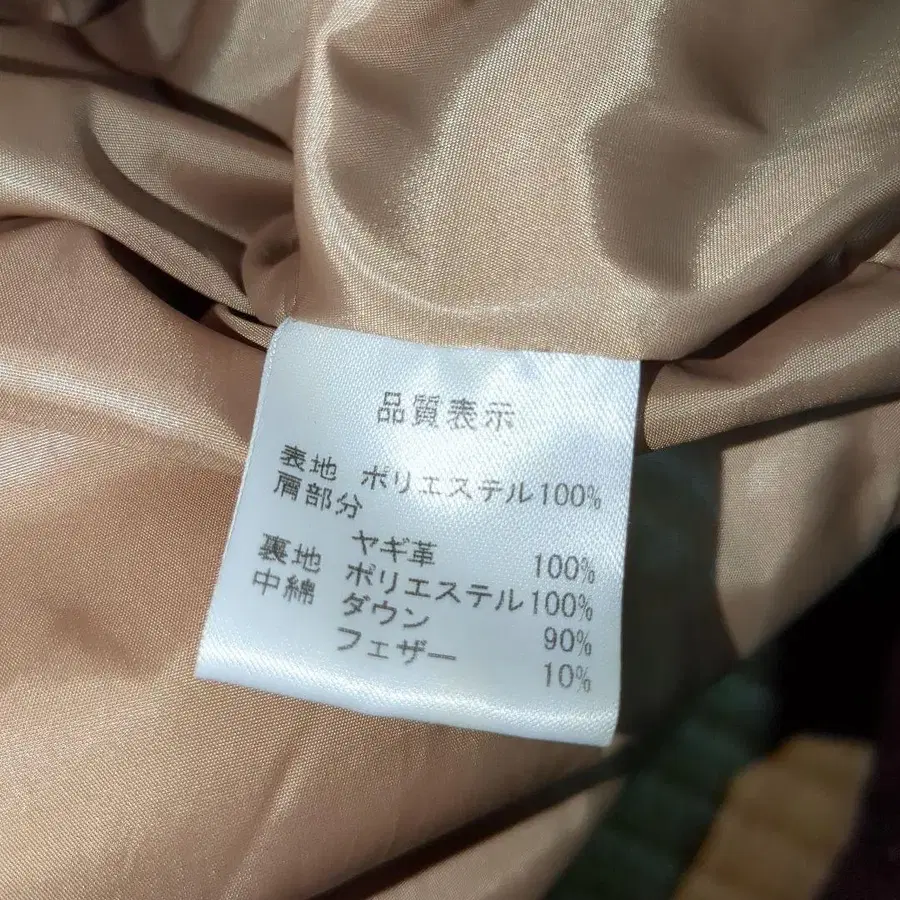 品質表示
表地 ポリエステル100%
肩部分
ヤギ革 100%
裏地 ポリエステル100%
中綿 ダウン 90%
フェザー 10%